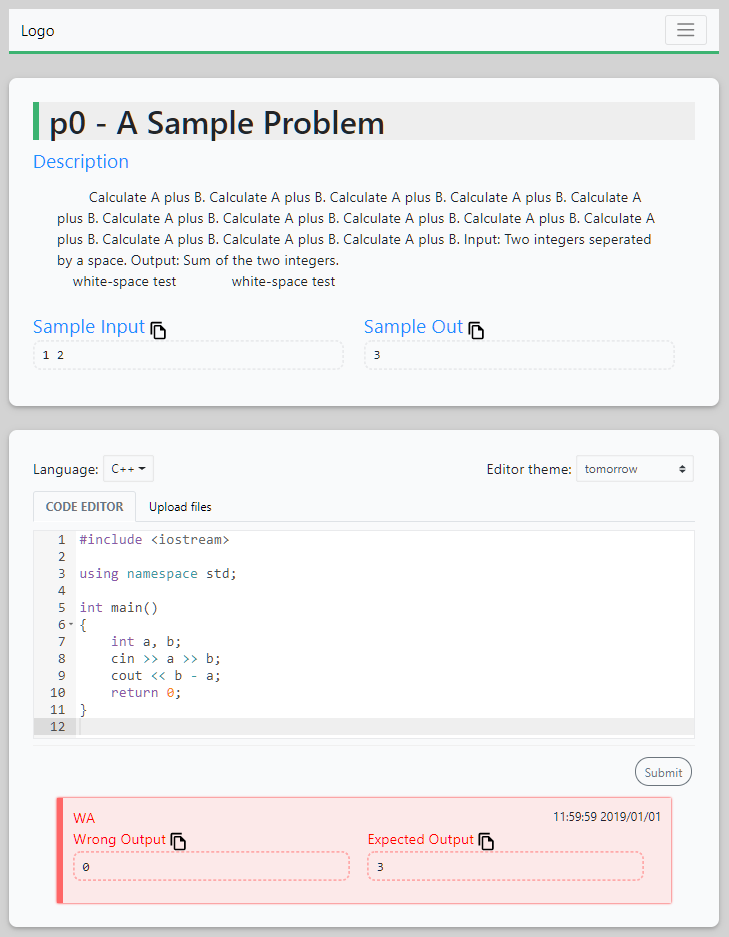 Logo
p0 - A Sample Problem
Description
Calculate A plus B. Calculate A plus B. Calculate A plus B. Calculate A plus B. Calculate A
plus B. Calculate A plus B. Calculate A plus B. Calculate A plus B. Calculate A plus B. Calculate A
plus B. Calculate A plus B. Calculate A plus B. Calculate A plus B. Input: Two integers seperated
by a space. Output: Sum of the two integers.
white-space test white-space test
Sample Input Sample Out
1 2 3
Language: C++ Editor theme: tomorrow
CODE EDITOR Upload files
1 #include <iostream>
2
3 using namespace std;
4
5 int main()
6 {
7 int a, b;
8 cin >> a >> b;
9 cout << b - a;
10 return 0;
11 }
12
Submit
WA 11:59:59 2019/01/01
Wrong Output Expected Output
0 3